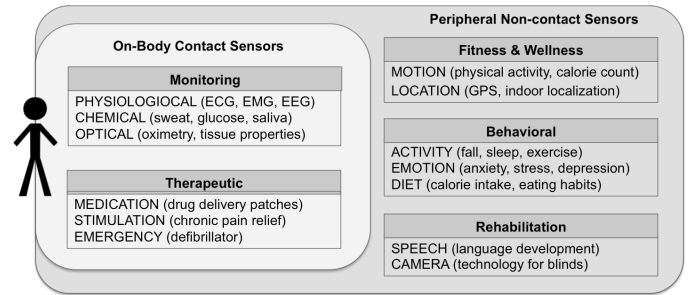 Peripheral Non-contact Sensors
On-Body Contact Sensors
Monitoring
PHYSIOLOGIOCAL (ECG, EMG, EEG)
CHEMICAL (sweat, glucose, saliva)
OPTICAL (oximetry, tissue properties)
Therapeutic
MEDICATION (drug delivery patches)
STIMULATION (chronic pain relief)
EMERGENCY (defibrillator)
Fitness & Wellness
MOTION (physical activity, calorie count)
LOCATION (GPS, indoor localization)
Behavioral
ACTIVITY (fall, sleep, exercise)
EMOTION (anxiety, stress, depression)
DIET (calorie intake, eating habits)
Rehabilitation
SPEECH (language development)
CAMERA (technology for blinds)